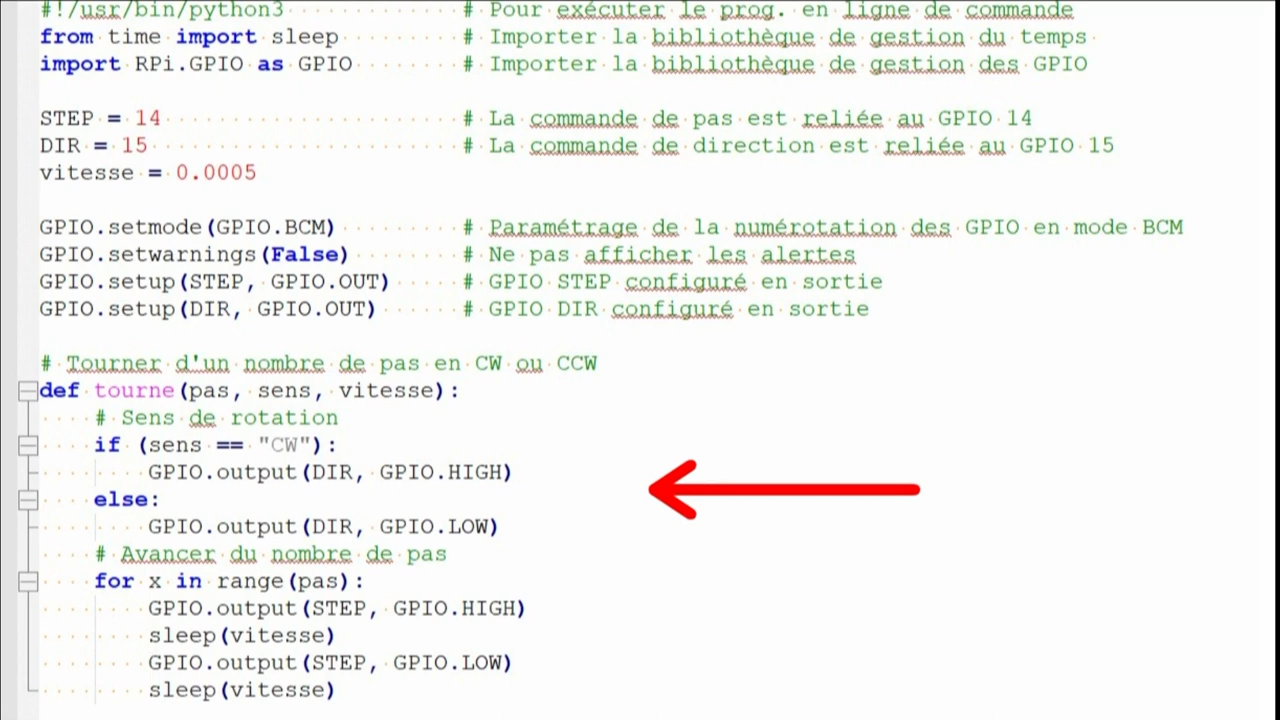 #!/usr/bin/python3 # Pour exécuter le prog. en ligne de commande
from time import sleep # Importer la bibliothèque de gestion du temps
import RPi.GPIO as GPIO # Importer la bibliothèque de gestion des GPIO
STEP = 14 # La commande de pas est reliée au GPIO 14
DIR = 15 # La commande de direction est reliée au GPIO 15
vitesse = 0.0005
GPIO.setmode(GPIO.BCM) # Paramétrage de la numérotation des GPIO en mode BCM
GPIO.setwarnings(False) # Ne pas afficher les alertes
GPIO.setup(STEP, GPIO.OUT) # GPIO STEP configuré en sortie
GPIO.setup(DIR, GPIO.OUT) # GPIO DIR configuré en sortie
# Tourner d'un nombre de pas en CW ou CCW
def tourne(pas, sens, vitesse):
# Sens de rotation
if (sens == "CW"):
GPIO.output(DIR, GPIO.HIGH)
else:
GPIO.output(DIR, GPIO.LOW)
# Avancer du nombre de pas
for x in range(pas):
GPIO.output(STEP, GPIO.HIGH)
sleep(vitesse)
GPIO.output(STEP, GPIO.LOW)
sleep(vitesse)